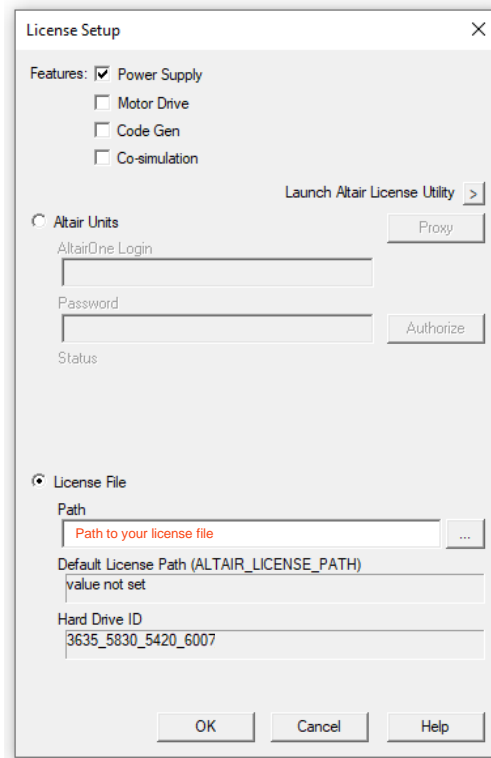 License Setup
Features: Power Supply
Motor Drive
Code Gen
Co-simulation
Launch Altair License Utility >
Altair Units
Proxy
AltairOne Login
Password
Authorize
Status
License File
Path
Path to your license file
...
Default License Path (ALTAIR_LICENSE_PATH)
value not set
Hard Drive ID
3635_5830_5420_6007
OK Cancel Help